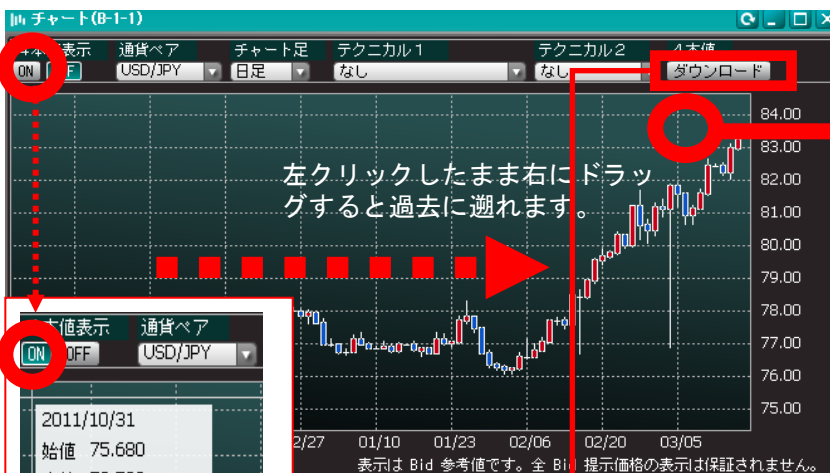 チャート(B-1-1)
表示 通貨ペア チャート足 テクニカル1 テクニカル2 4本値
ON USD/JPY 日足 なし なし ダウンロード
84.00
83.00
左クリックしたまま右にドラッ
グすると過去に遡れます。
82.00
81.00
80.00
79.00
78.00
77.00
76.00
75.00
本値表示 通貨ペア
ON OFF USD/JPY
2011/10/31
始値 75.680
2/27 01/10 01/23 02/06 02/20 03/05
表示は Bid 参考値です。全 Bid 提示価格の表示は保証されません。